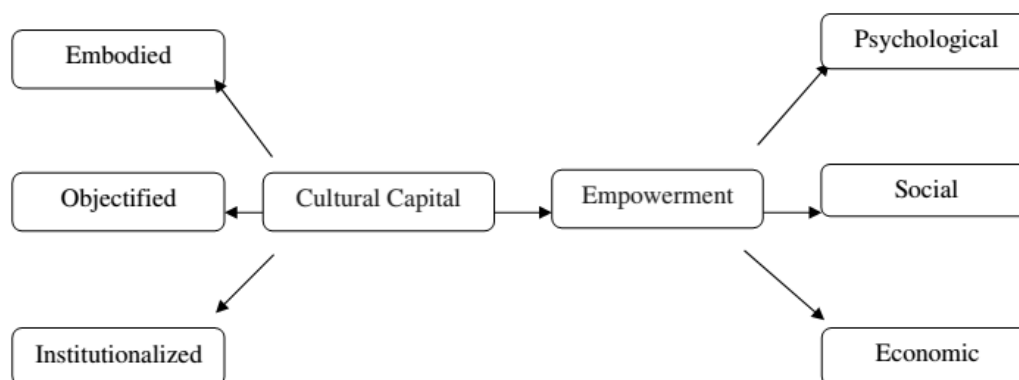 Embodied
Psychological
Objectified
Cultural Capital
Empowerment
Social
Institutionalized
Economic